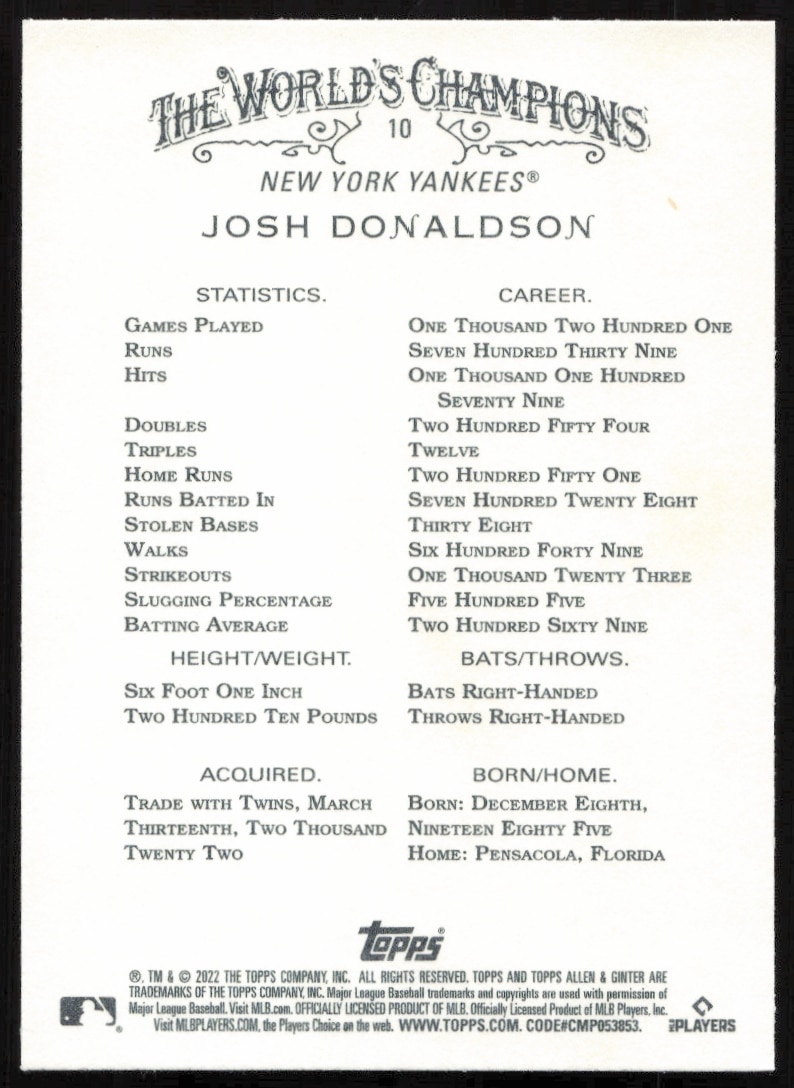 THE WORLD'S CHAMPIONS
10
NEW YORK YANKEES®
JOSH DONALDSON
STATISTICS. CAREER.
GAMES PLAYED ONE THOUSAND TWO HUNDRED ONE
RUNS SEVEN HUNDRED THIRTY NINE
HITS ONE THOUSAND ONE HUNDRED
SEVENTY NINE
DOUBLES TWO HUNDRED FIFTY FOUR
TRIPLES TWELVE
HOME RUNS TWO HUNDRED FIFTY ONE
RUNS BATTED IN SEVEN HUNDRED TWENTY EIGHT
STOLEN BASES THIRTY EIGHT
WALKS SIX HUNDRED FORTY NINE
STRIKEOUTS ONE THOUSAND TWENTY THREE
SLUGGING PERCENTAGE FIVE HUNDRED FIVE
BATTING AVERAGE TWO HUNDRED SIXTY NINE
HEIGHT/WEIGHT. BATS/THROWS.
SIX FOOT ONE INCH BATS RIGHT-HANDED
TWO HUNDRED TEN POUNDS THROWS RIGHT-HANDED
ACQUIRED. BORN/HOME.
TRADE WITH TWINS, MARCH BORN: DECEMBER EIGHTH,
THIRTEENTH, TWO THOUSAND NINETEEN EIGHTY FIVE
TWENTY TWO HOME: PENSACOLA, FLORIDA
topps®
®, TM & © 2022 THE TOPPS COMPANY, INC. ALL RIGHTS RESERVED. TOPPS AND TOPPS ALLEN & GINTER ARE
TRADEMARKS OF THE TOPPS COMPANY, INC. Major League Baseball trademarks and copyrights are used with permission of
Major League Baseball. Visit MLB.com. OFFICIALLY LICENSED PRODUCT OF MLB. Officially Licensed Product of MLB Players, Inc.
Visit MLBPLAYERS.COM, the Players Choice on the web. WWW.TOPPS.COM. CODE#CMP053853.
MLBPLAYERS